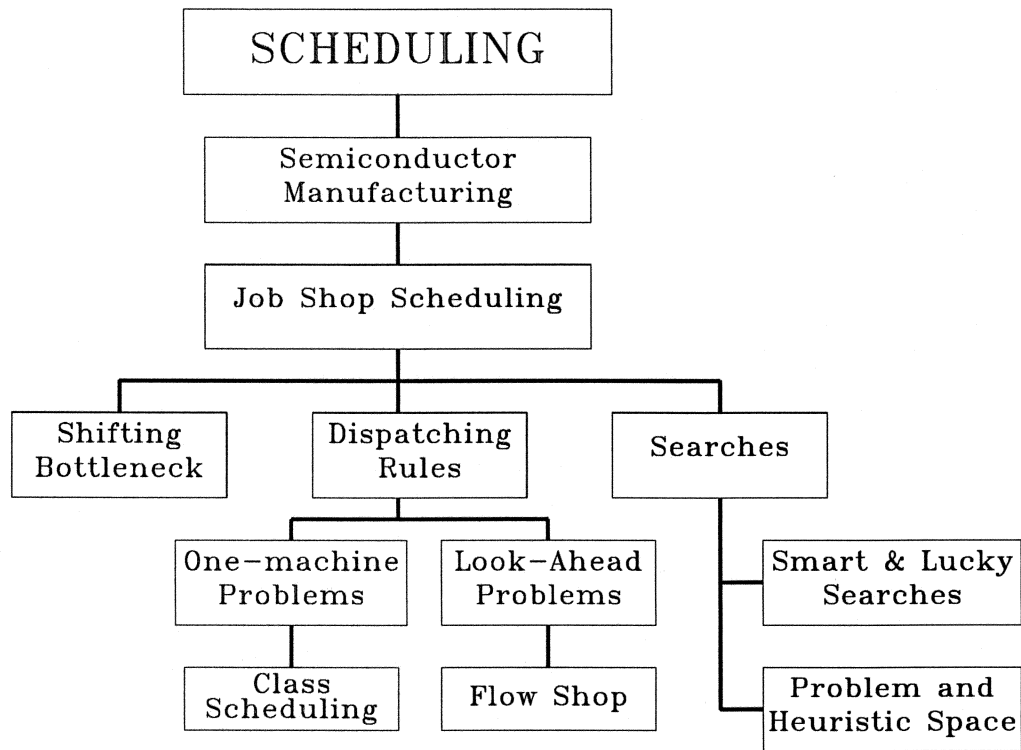 SCHEDULING
Semiconductor
Manufacturing
Job Shop Scheduling
Shifting
Bottleneck
Dispatching
Rules
Searches
One-machine
Problems
Look-Ahead
Problems
Smart & Lucky
Searches
Class
Scheduling
Flow Shop
Problem and
Heuristic Space